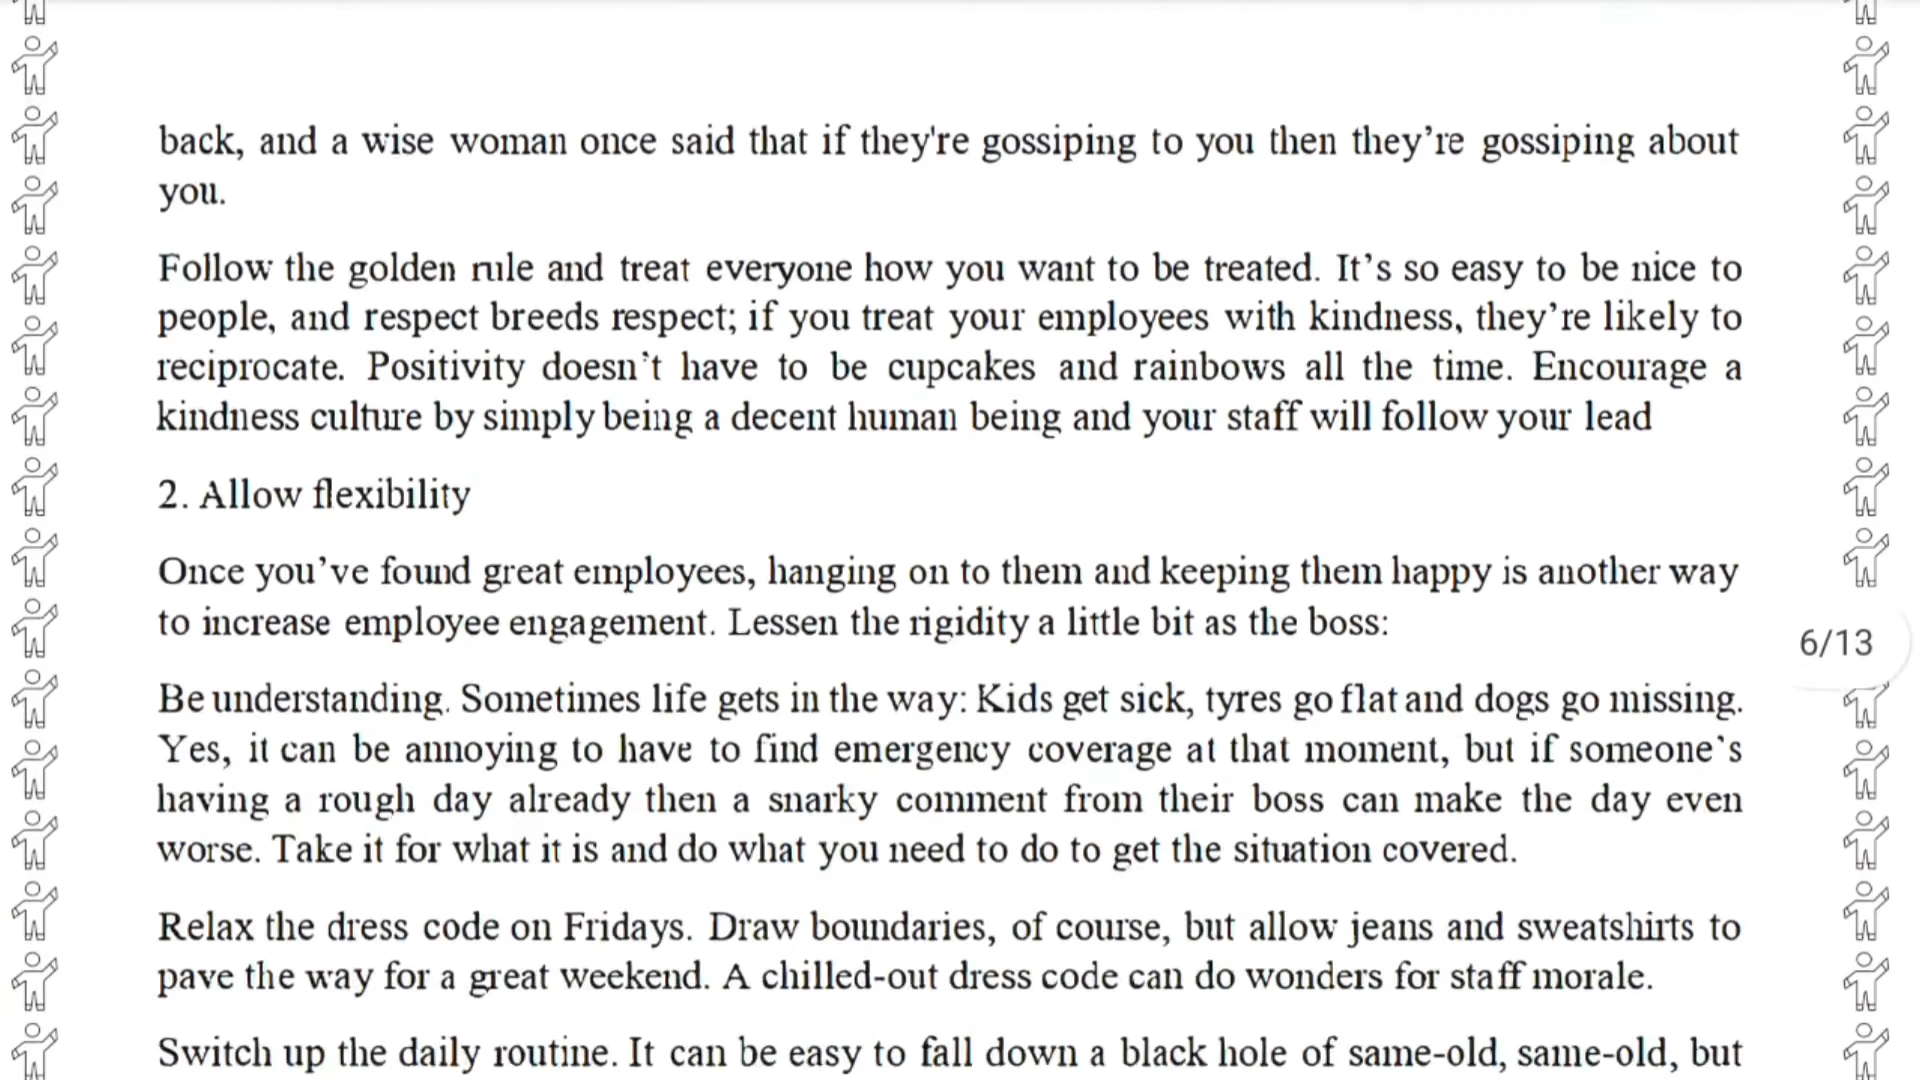 back, and a wise woman once said that if they're gossiping to you then they’re gossiping about
you.
Follow the golden rule and treat everyone how you want to be treated. It’s so easy to be nice to
people, and respect breeds respect; if you treat your employees with kindness, they’re likely to
reciprocate. Positivity doesn’t have to be cupcakes and rainbows all the time. Encourage a
kindness culture by simply being a decent human being and your staff will follow your lead
2. Allow flexibility
Once you’ve found great employees, hanging on to them and keeping them happy is another way
to increase employee engagement. Lessen the rigidity a little bit as the boss:
6/13
Be understanding. Sometimes life gets in the way: Kids get sick, tyres go flat and dogs go missing.
Yes, it can be annoying to have to find emergency coverage at that moment, but if someone’s
having a rough day already then a snarky comment from their boss can make the day even
worse. Take it for what it is and do what you need to do to get the situation covered.
Relax the dress code on Fridays. Draw boundaries, of course, but allow jeans and sweatshirts to
pave the way for a great weekend. A chilled-out dress code can do wonders for staff morale.
Switch up the daily routine. It can be easy to fall down a black hole of same-old, same-old, but